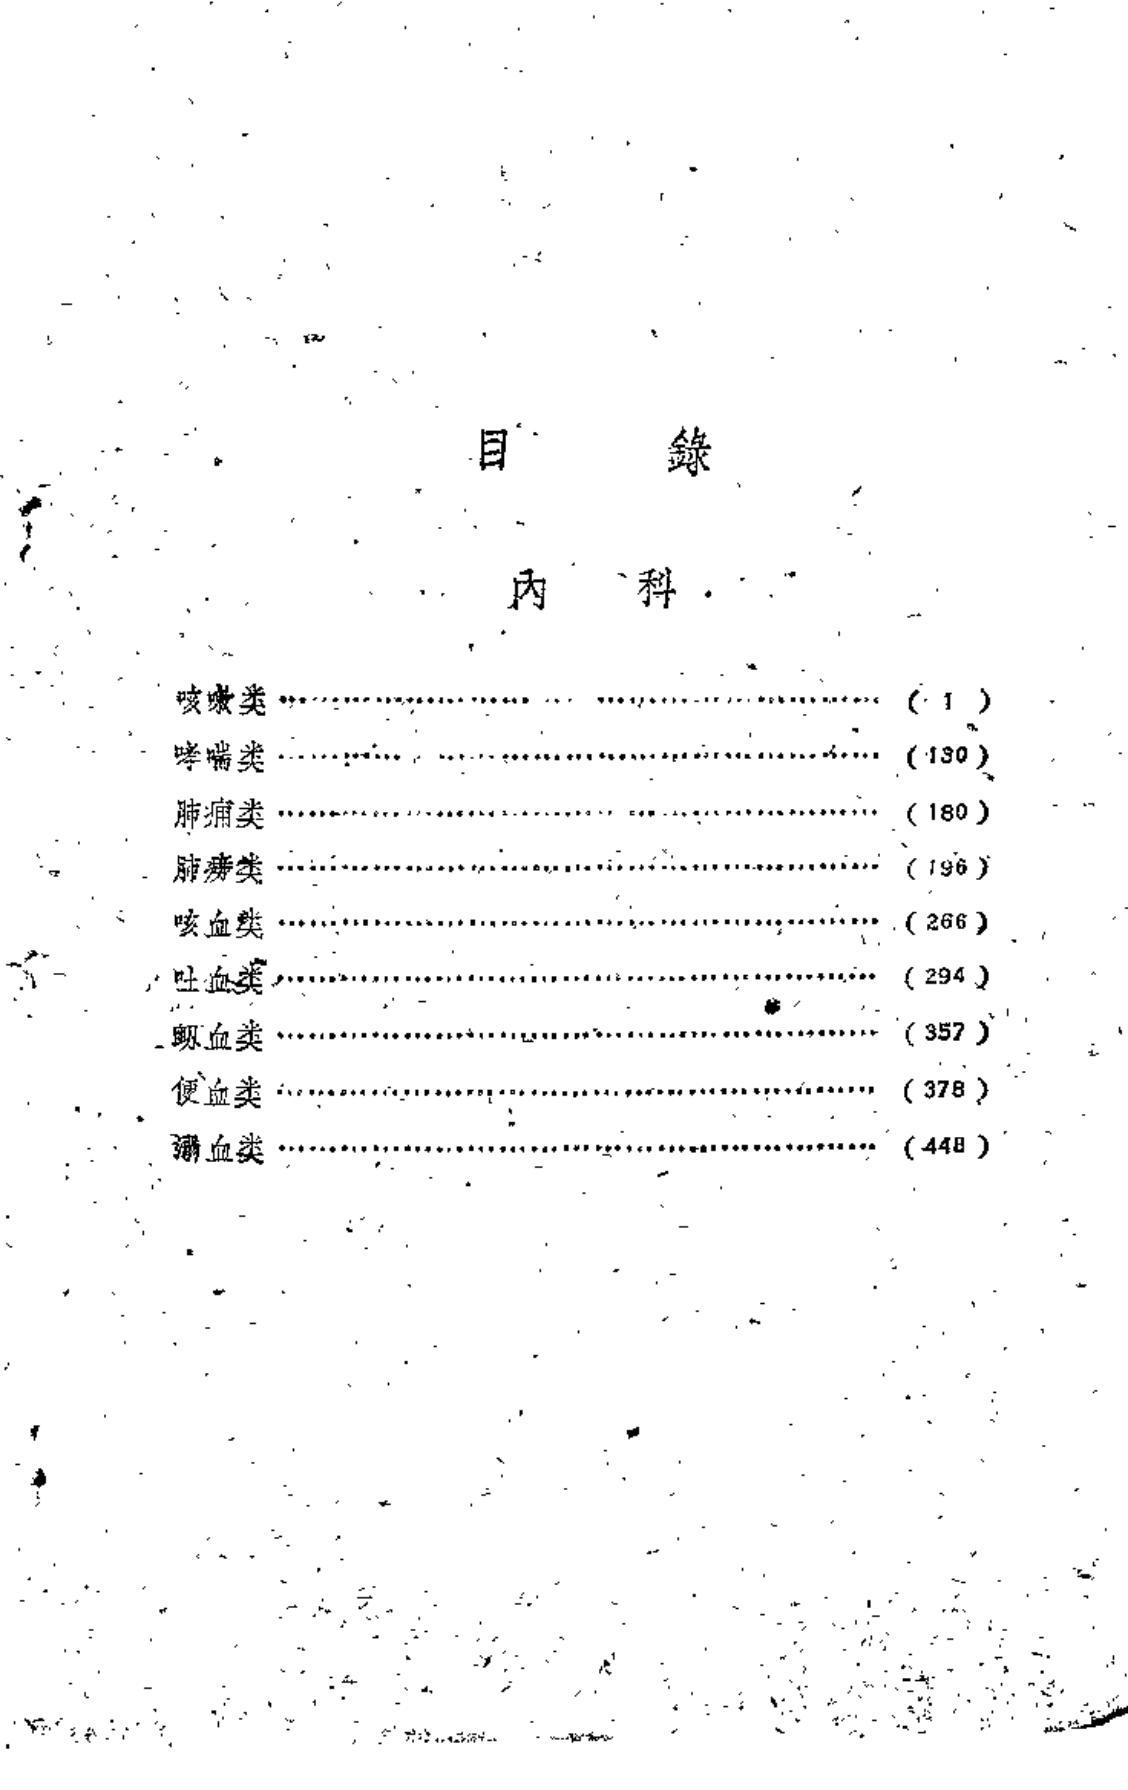 目 錄
內 科
咳嗽类………………………………………………( 1 )
哮喘类………………………………………………(130)
肺痈类………………………………………………(180)
肺痨类………………………………………………(196)
咳血类………………………………………………(266)
吐血类………………………………………………(294)
衄血类………………………………………………(357)
便血类………………………………………………(378)
溺血类………………………………………………(448)